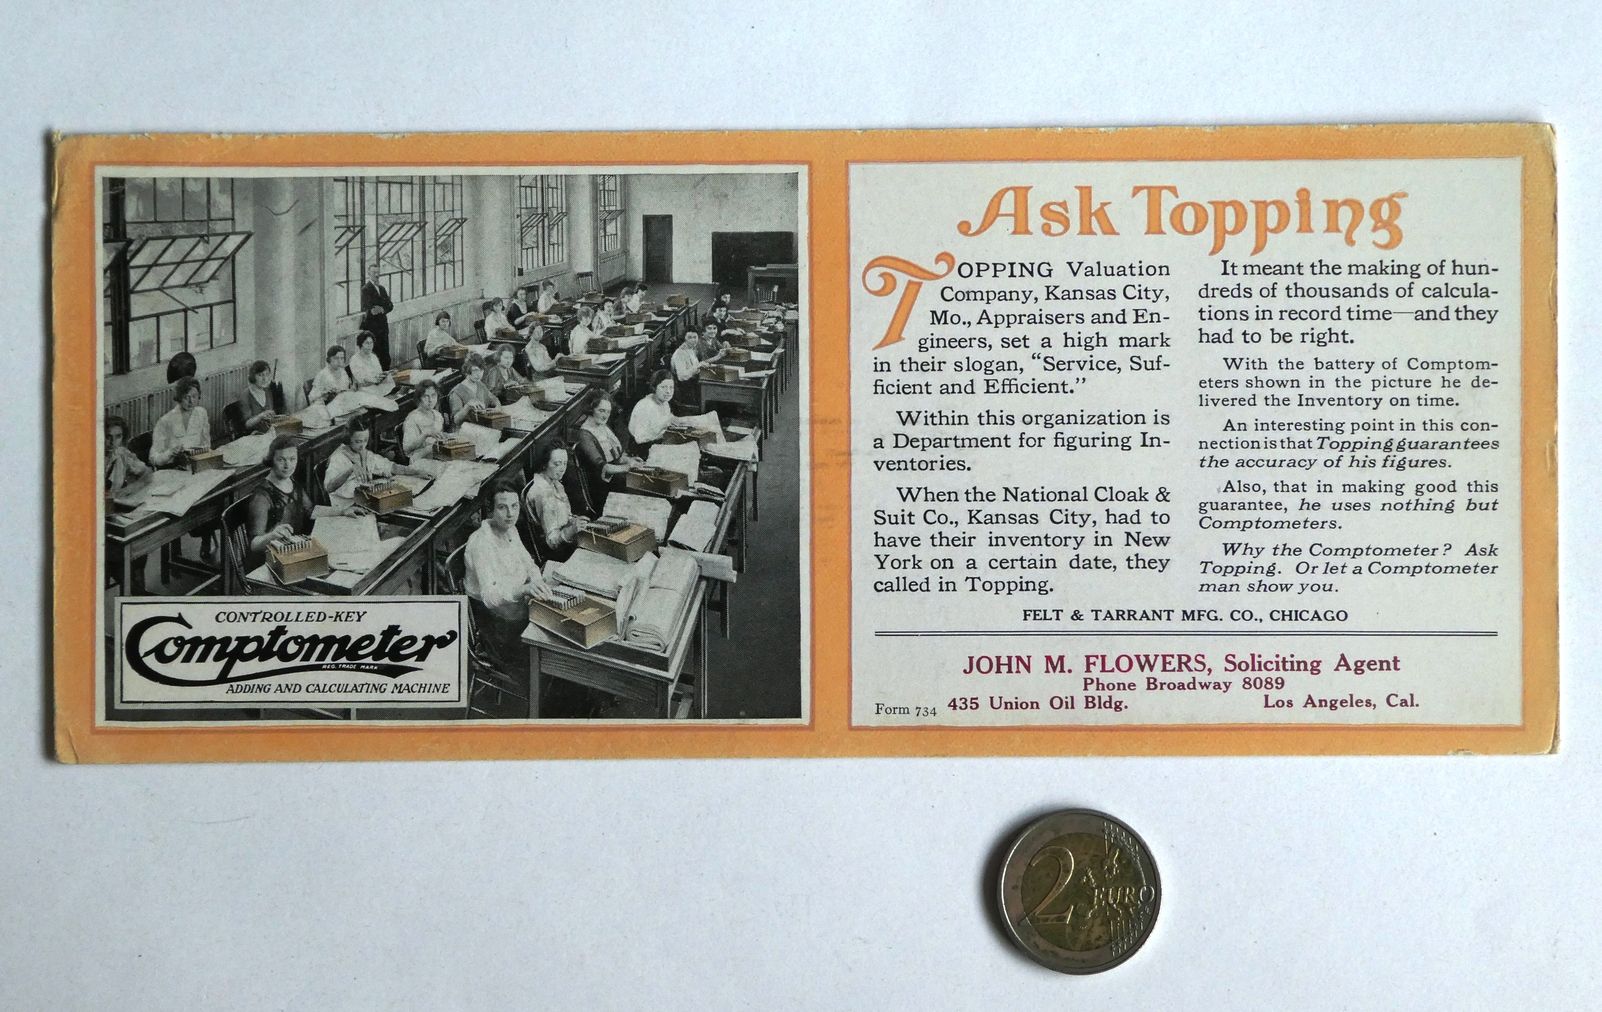 CONTROLLED-KEY
Comptometer
REG. TRADE MARK
ADDING AND CALCULATING MACHINE
Ask Topping
TOPPING Valuation
Company, Kansas City,
Mo., Appraisers and En-
gineers, set a high mark
in their slogan, "Service, Suf-
ficient and Efficient."
Within this organization is
a Department for figuring In-
ventories.
When the National Cloak &
Suit Co., Kansas City, had to
have their inventory in New
York on a certain date, they
called in Topping.
It meant the making of hun-
dreds of thousands of calcula-
tions in record time—and they
had to be right.
With the battery of Comptom-
eters shown in the picture he de-
livered the Inventory on time.
An interesting point in this con-
nection is that Topping guarantees
the accuracy of his figures.
Also, that in making good this
guarantee, he uses nothing but
Comptometers.
Why the Comptometer? Ask
Topping. Or let a Comptometer
man show you.
FELT & TARRANT MFG. CO., CHICAGO
JOHN M. FLOWERS, Soliciting Agent
Phone Broadway 8089
Form 734 435 Union Oil Bldg. Los Angeles, Cal.
2 EURO